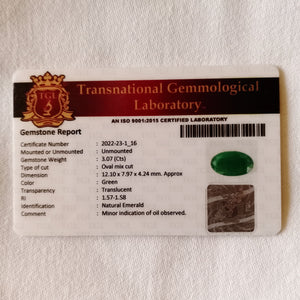 TGL
Transnational Gemmological
Laboratory
AN ISO 9001:2015 CERTIFIED LABORATORY
Gemstone Report
Certificate Number : 2022-23-1_16
Mounted or Unmounted : Unmounted
Gemstone Weight : 3.07 (Cts)
Type of cut : Oval mix cut
Dimension : 12.10 x 7.97 x 4.24 mm. Approx
Color : Green
Transparency : Translucent
RI : 1.57-1.58
Identification : Natural Emerald
Comment : Minor indication of oil observed.